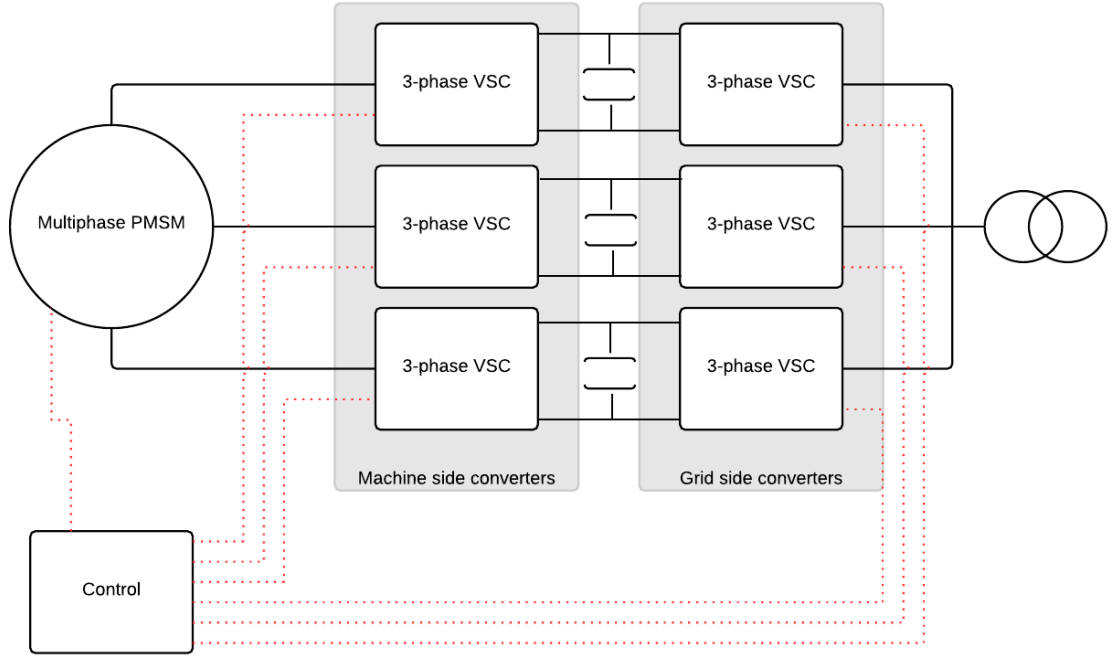 3-phase VSC
3-phase VSC
Multiphase PMSM
3-phase VSC
3-phase VSC
3-phase VSC
3-phase VSC
Machine side converters
Grid side converters
Control